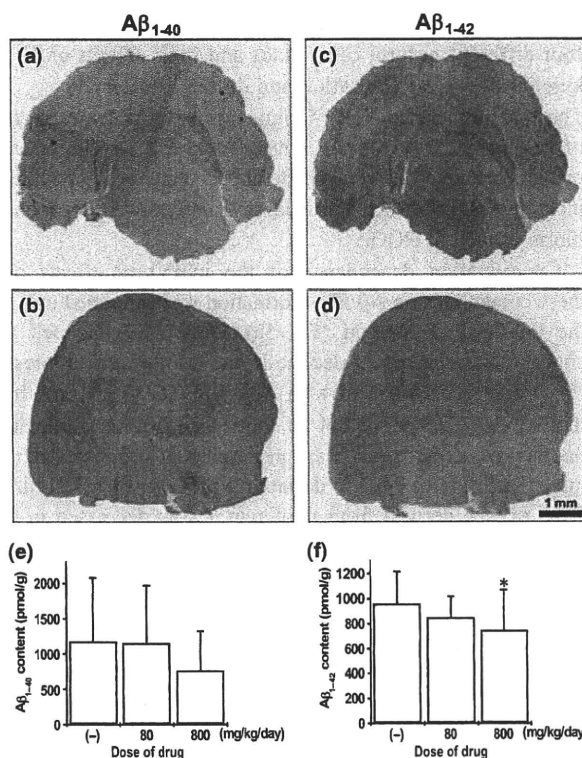 Aβ1-40 Aβ1-42
(a) (c)
(b) (d)
1 mm
(e) (f)
Aβ1–40 content (pmol/g)
2000
1500
1000
500
0
(–) 80 800 (mg/kg/day)
Dose of drug
Aβ1–42 content (pmol/g)
1200
1000
800
600
400
200
0
*
(–) 80 800 (mg/kg/day)
Dose of drug